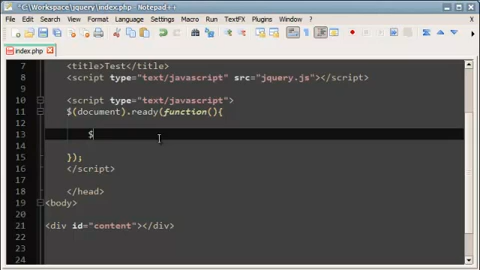 *C:\Workspace\jquery\index.php - Notepad++
File Edit Search View Format Language Settings Macro Run TextFX Plugins Window ?
index.php
7 <title>Test</title>
8 <script type="text/javascript" src="jquery.js"></script>
9
10 <script type="text/javascript">
11 $(document).ready(function(){
12
13 $
14
15 });
16 </script>
17
18 </head>
19 <body>
20
21 <div id="content"></div>
22
23
24